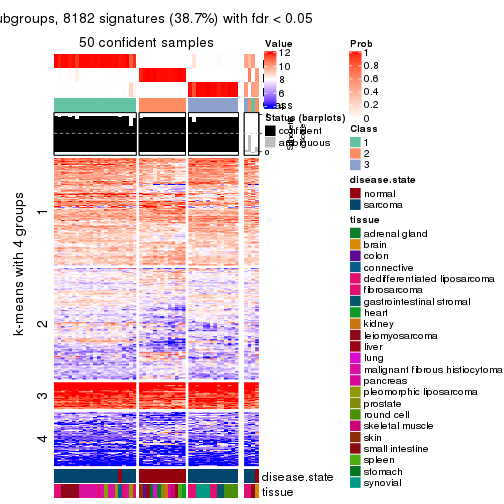 ubgroups, 8182 signatures (38.7%) with fdr < 0.05
50 confident samples
k-means with 4 groups
1
2
3
4
Value
12
10
8
6
Status (barplots)
confident
ambiguous
0
disease.state
tissue
Prob
1
0.8
0.6
0.4
0.2
0
Class
1
2
3
disease.state
normal
sarcoma
tissue
adrenal gland
brain
colon
connective
dedifferentiated liposarcoma
fibrosarcoma
gastrointestinal stromal
heart
kidney
leiomyosarcoma
liver
lung
malignant fibrous histiocytoma
pancreas
pleomorphic liposarcoma
prostate
round cell
skeletal muscle
skin
small intestine
spleen
stomach
synovial